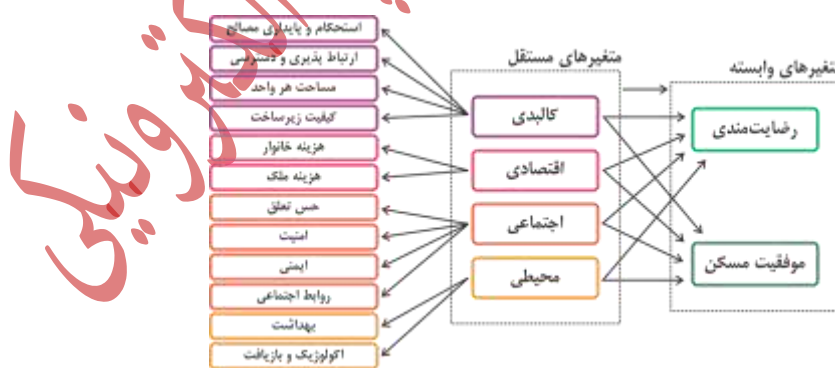 متغیرهای وابسته
رضایت‌مندی
موفقیت مسکن
متغیرهای مستقل
کالبدی
اقتصادی
اجتماعی
محیطی
استحکام و پایداری مصالح
ارتباط پذیری و دسترسی
مساحت هر واحد
کیفیت زیرساخت
هزینه خانوار
هزینه ملک
حس تعلق
امنیت
ایمنی
روابط اجتماعی
بهداشت
اکولوژیک و بازیافت
الکترونیکی